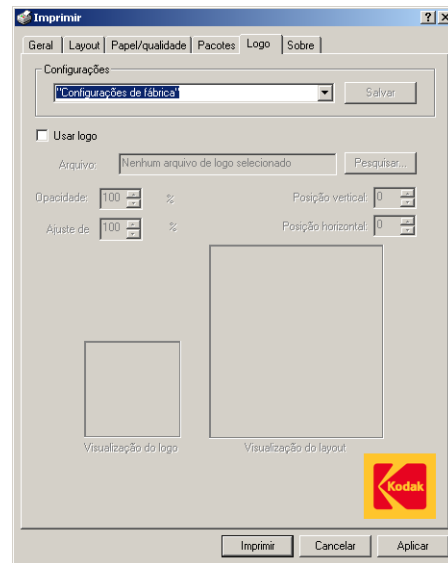 Imprimir
Geral Layout Papel/qualidade Pacotes Logo Sobre
Configurações
"Configurações de fábrica" Salvar
Usar logo
Arquivo: Nenhum arquivo de logo selecionado Pesquisar...
Opacidade: 100 % Posição vertical: 0
Ajuste de 100 % Posição horizontal: 0
Visualização do logo Visualização do layout
Kodak
Imprimir Cancelar Aplicar